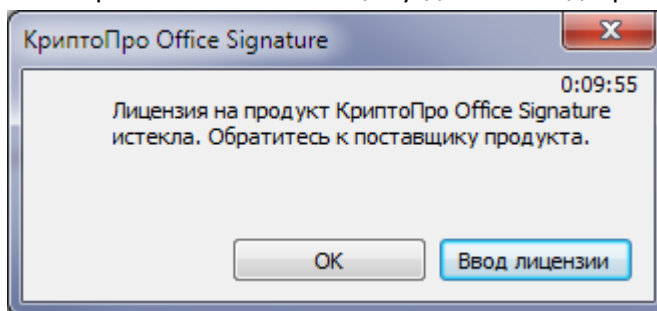 КриптоПро Office Signature
0:09:55
Лицензия на продукт КриптоПро Office Signature
истекла. Обратитесь к поставщику продукта.
OK
Ввод лицензии